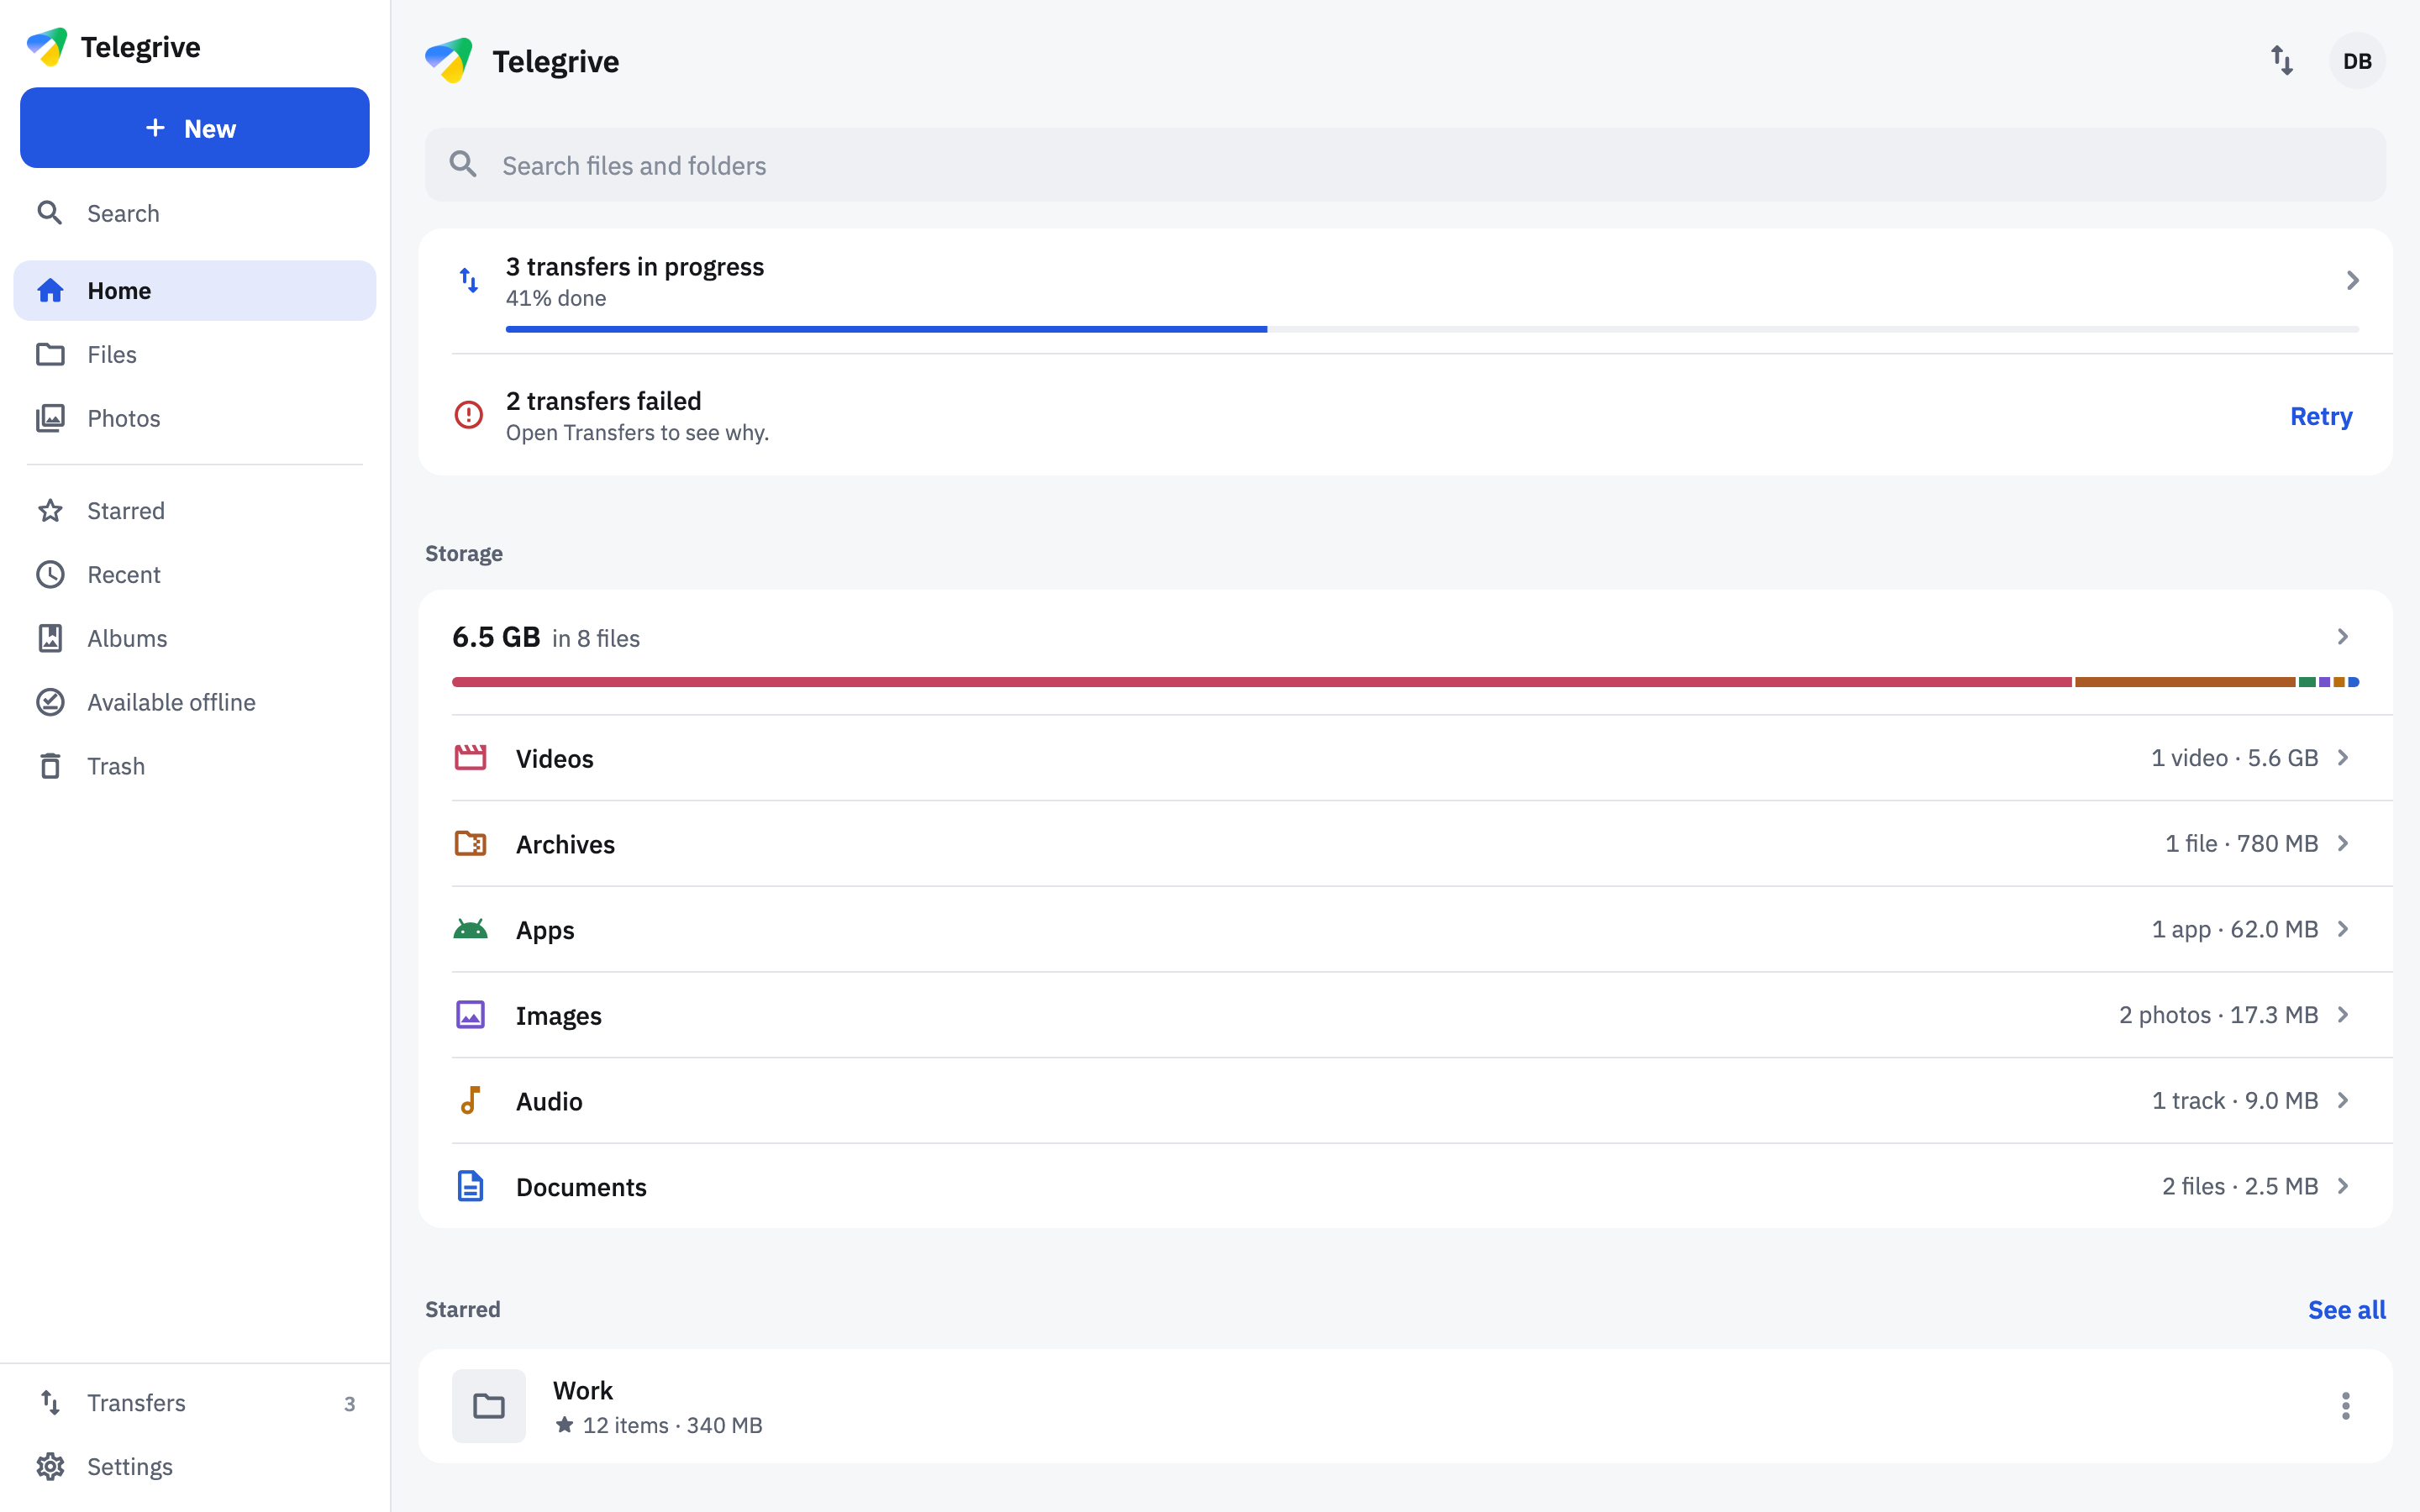 Telegrive
New
Search
Home
Files
Photos
Starred
Recent
Albums
Available offline
Trash
Transfers 3
Settings
Telegrive
DB
Search files and folders
3 transfers in progress
41% done
2 transfers failed
Open Transfers to see why.
Retry
Storage
6.5 GB in 8 files
Videos 1 video · 5.6 GB
Archives 1 file · 780 MB
Apps 1 app · 62.0 MB
Images 2 photos · 17.3 MB
Audio 1 track · 9.0 MB
Documents 2 files · 2.5 MB
Starred See all
Work
12 items · 340 MB